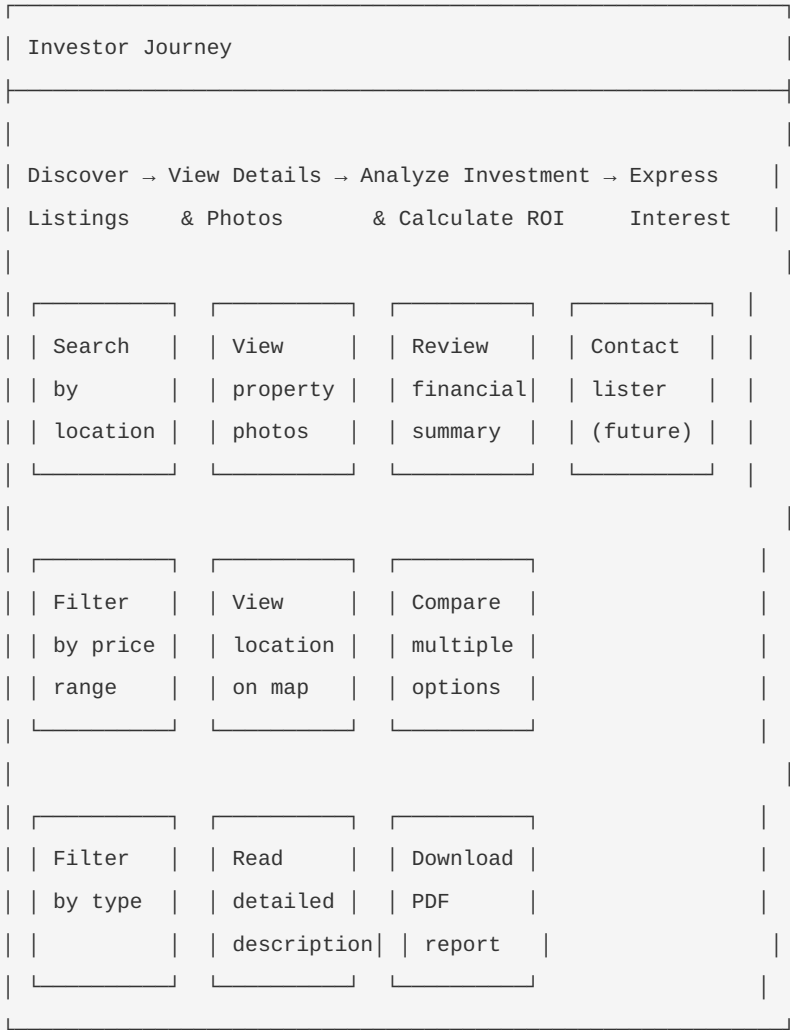 Investor Journey
Discover → View Details → Analyze Investment → Express
Listings & Photos & Calculate ROI Interest
Search View Review Contact
by property financial lister
location photos summary (future)
Filter View Compare
by price location multiple
range on map options
Filter Read Download
by type detailed PDF
description report